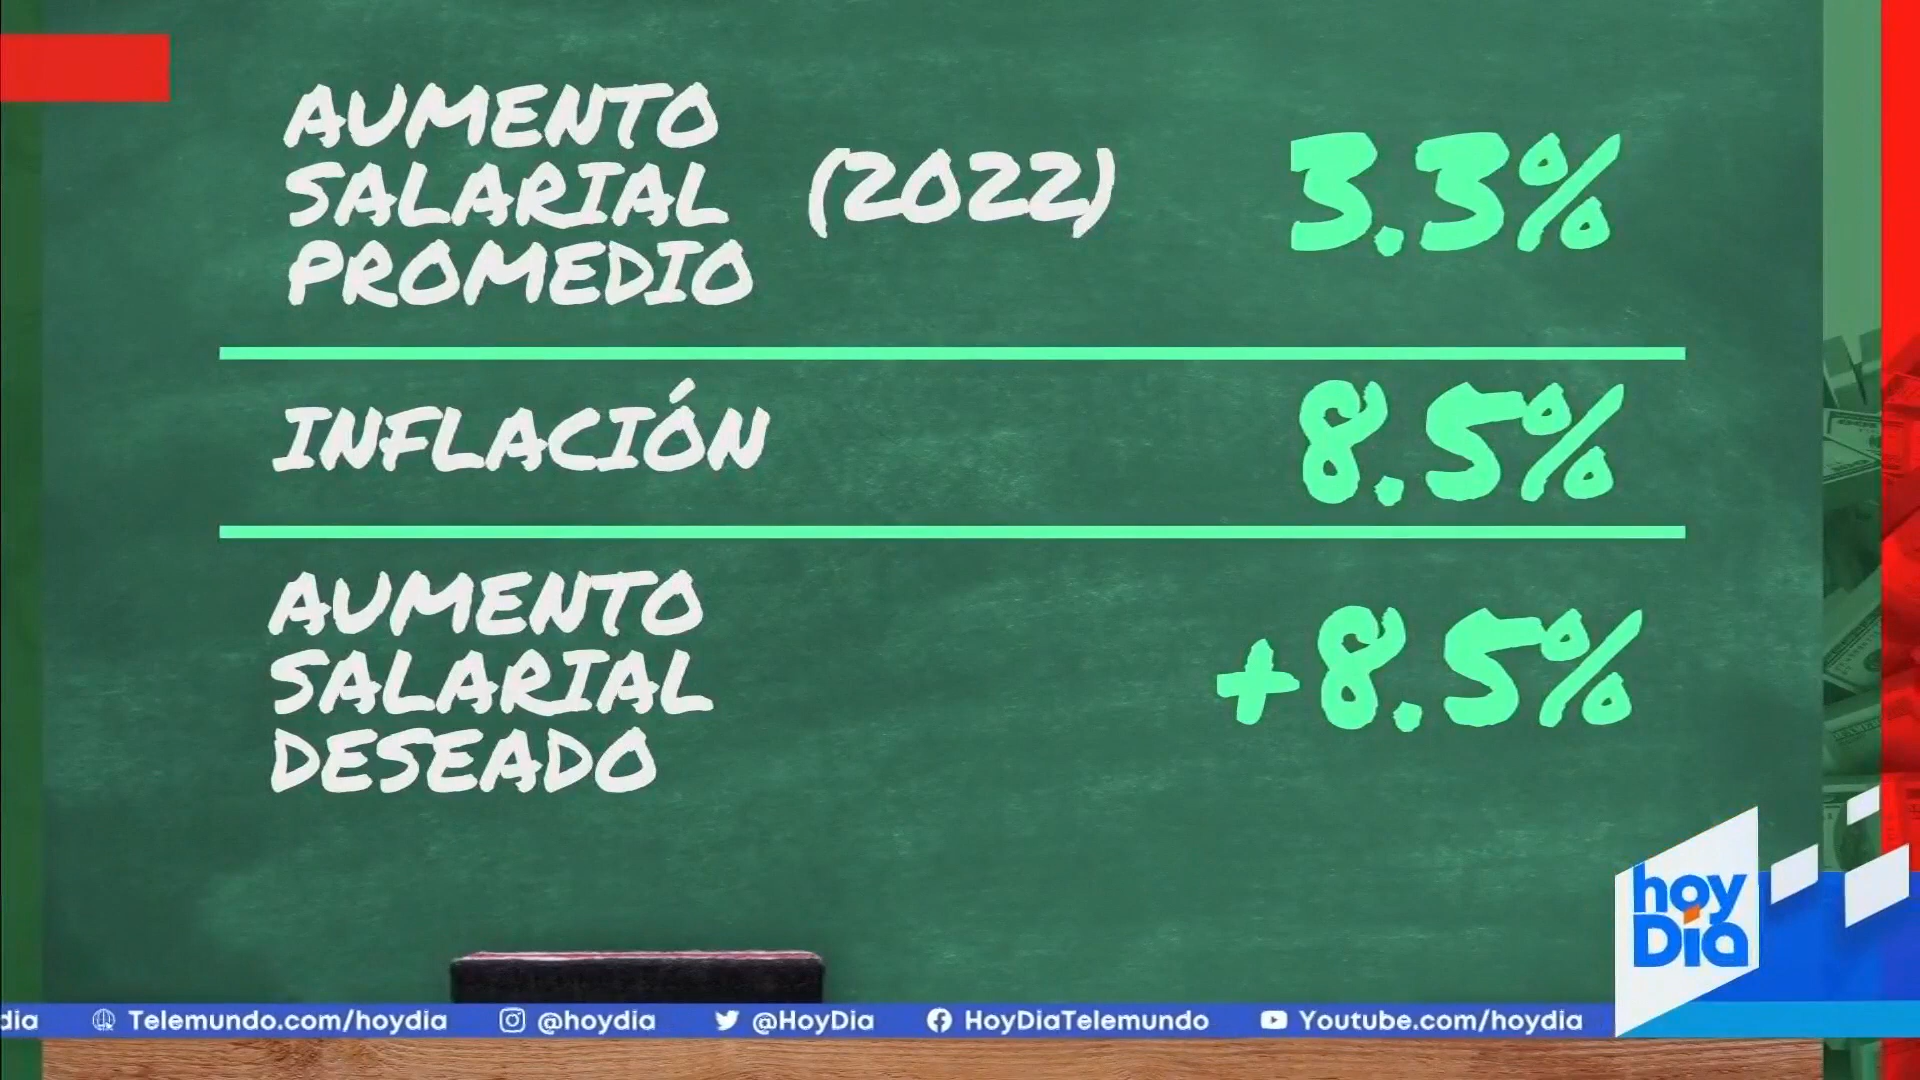 AUMENTO
SALARIAL
PROMEDIO
(2022)
3.3%
INFLACIÓN
8.5%
AUMENTO
SALARIAL
DESEADO
+8.5%
hoy
Día
dia Telemundo.com/hoydia @hoydia @HoyDia HoyDiaTelemundo Youtube.com/hoydia